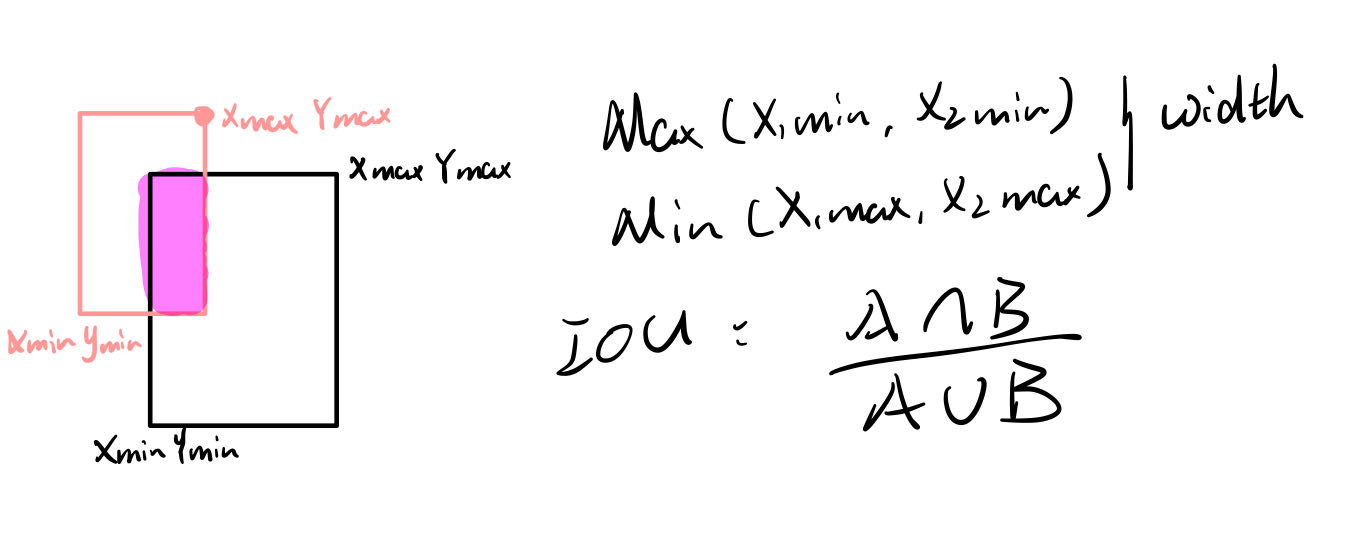 Xmax Ymax
Xmax Ymax
Xmin Ymin
Xmin Ymin
Max (X1min, X2min)
Min (X1max, X2max)
width
IOU : A∩B
A∪B